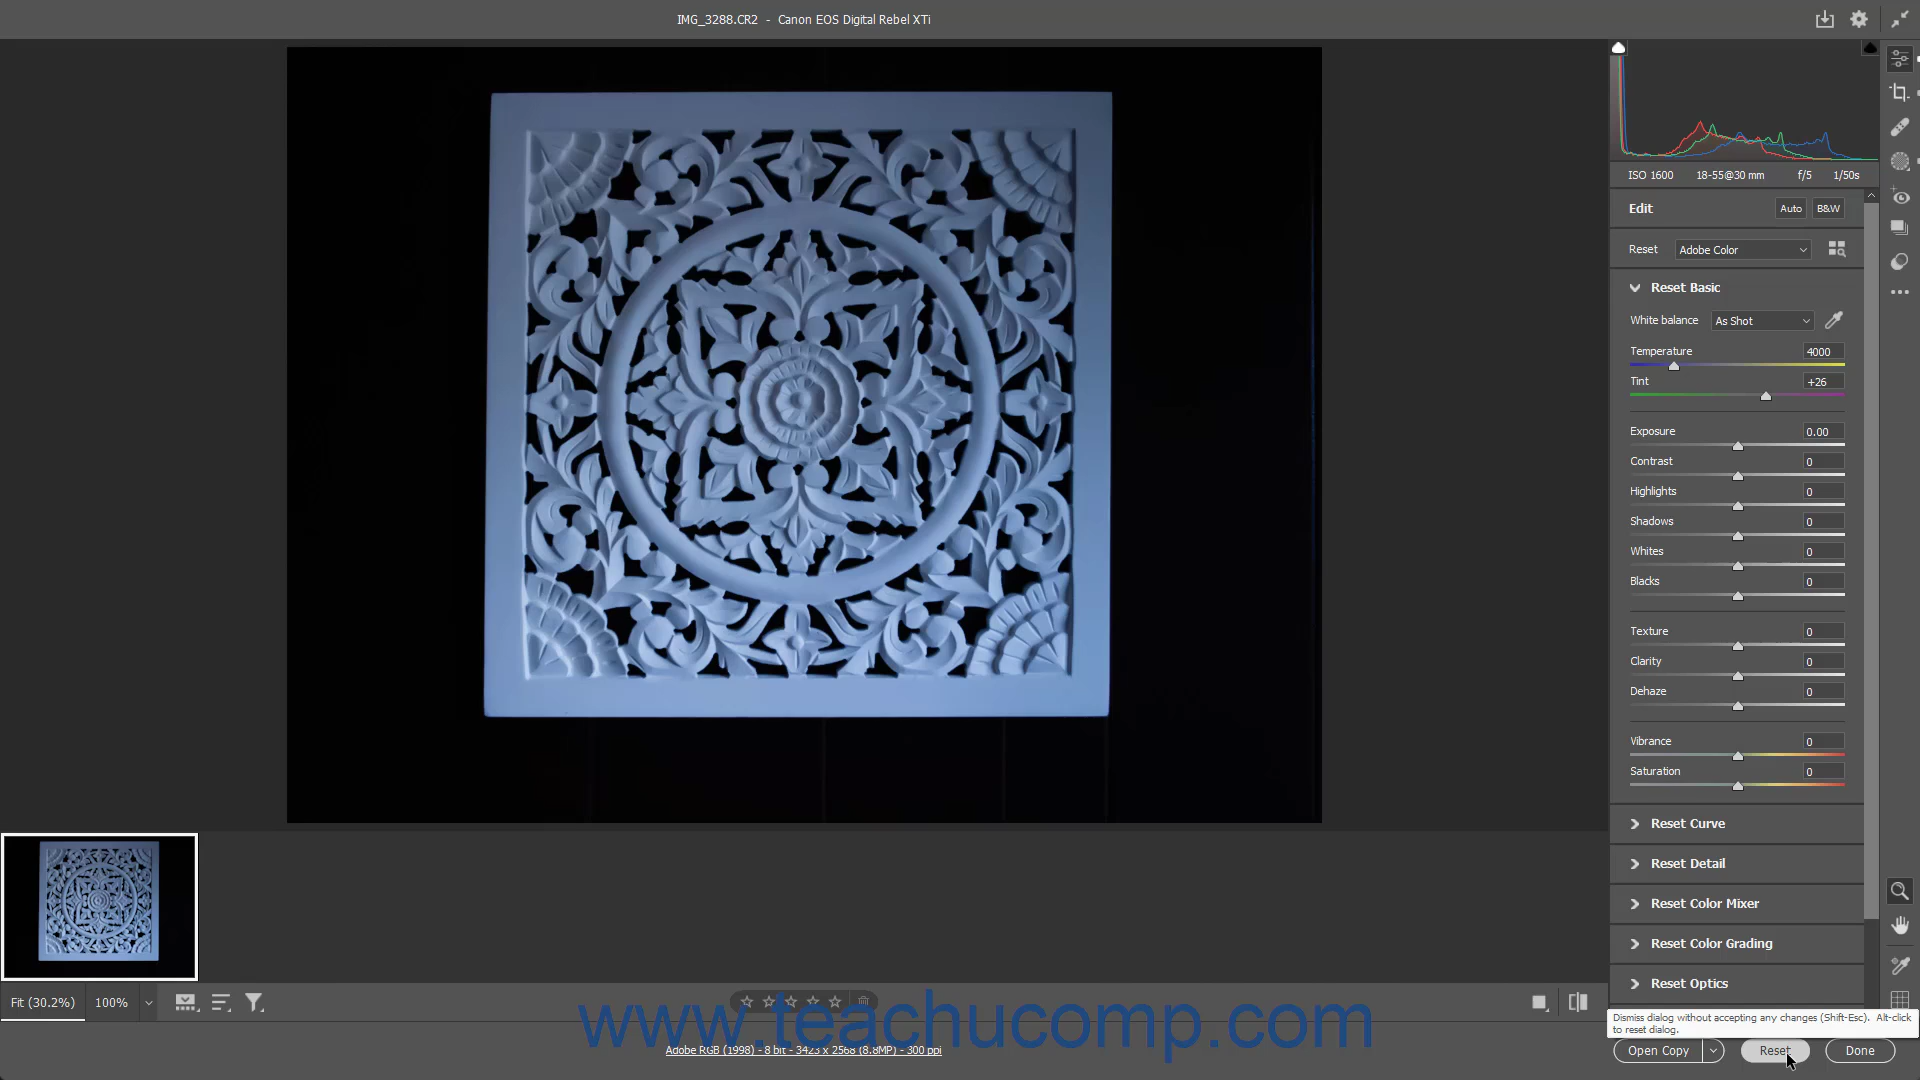 IMG_3288.CR2 - Canon EOS Digital Rebel XTi
ISO 1600 18-55@30 mm f/5 1/50s
Edit Auto B&W
Reset Adobe Color
Reset Basic
White balance As Shot
Temperature 4000
Tint +26
Exposure 0.00
Contrast 0
Highlights 0
Shadows 0
Whites 0
Blacks 0
Texture 0
Clarity 0
Dehaze 0
Vibrance 0
Saturation 0
Reset Curve
Reset Detail
Reset Color Mixer
Reset Color Grading
Reset Optics
Fit (30.2%) 100%
www.teachucomp.com
Dismiss dialog without accepting any changes (Shift-Esc). Alt-click
to reset dialog.
Adobe RGB (1998) - 8 bit - 3423 x 2568 (8.8MP) - 300 ppi
Open Copy Reset Done